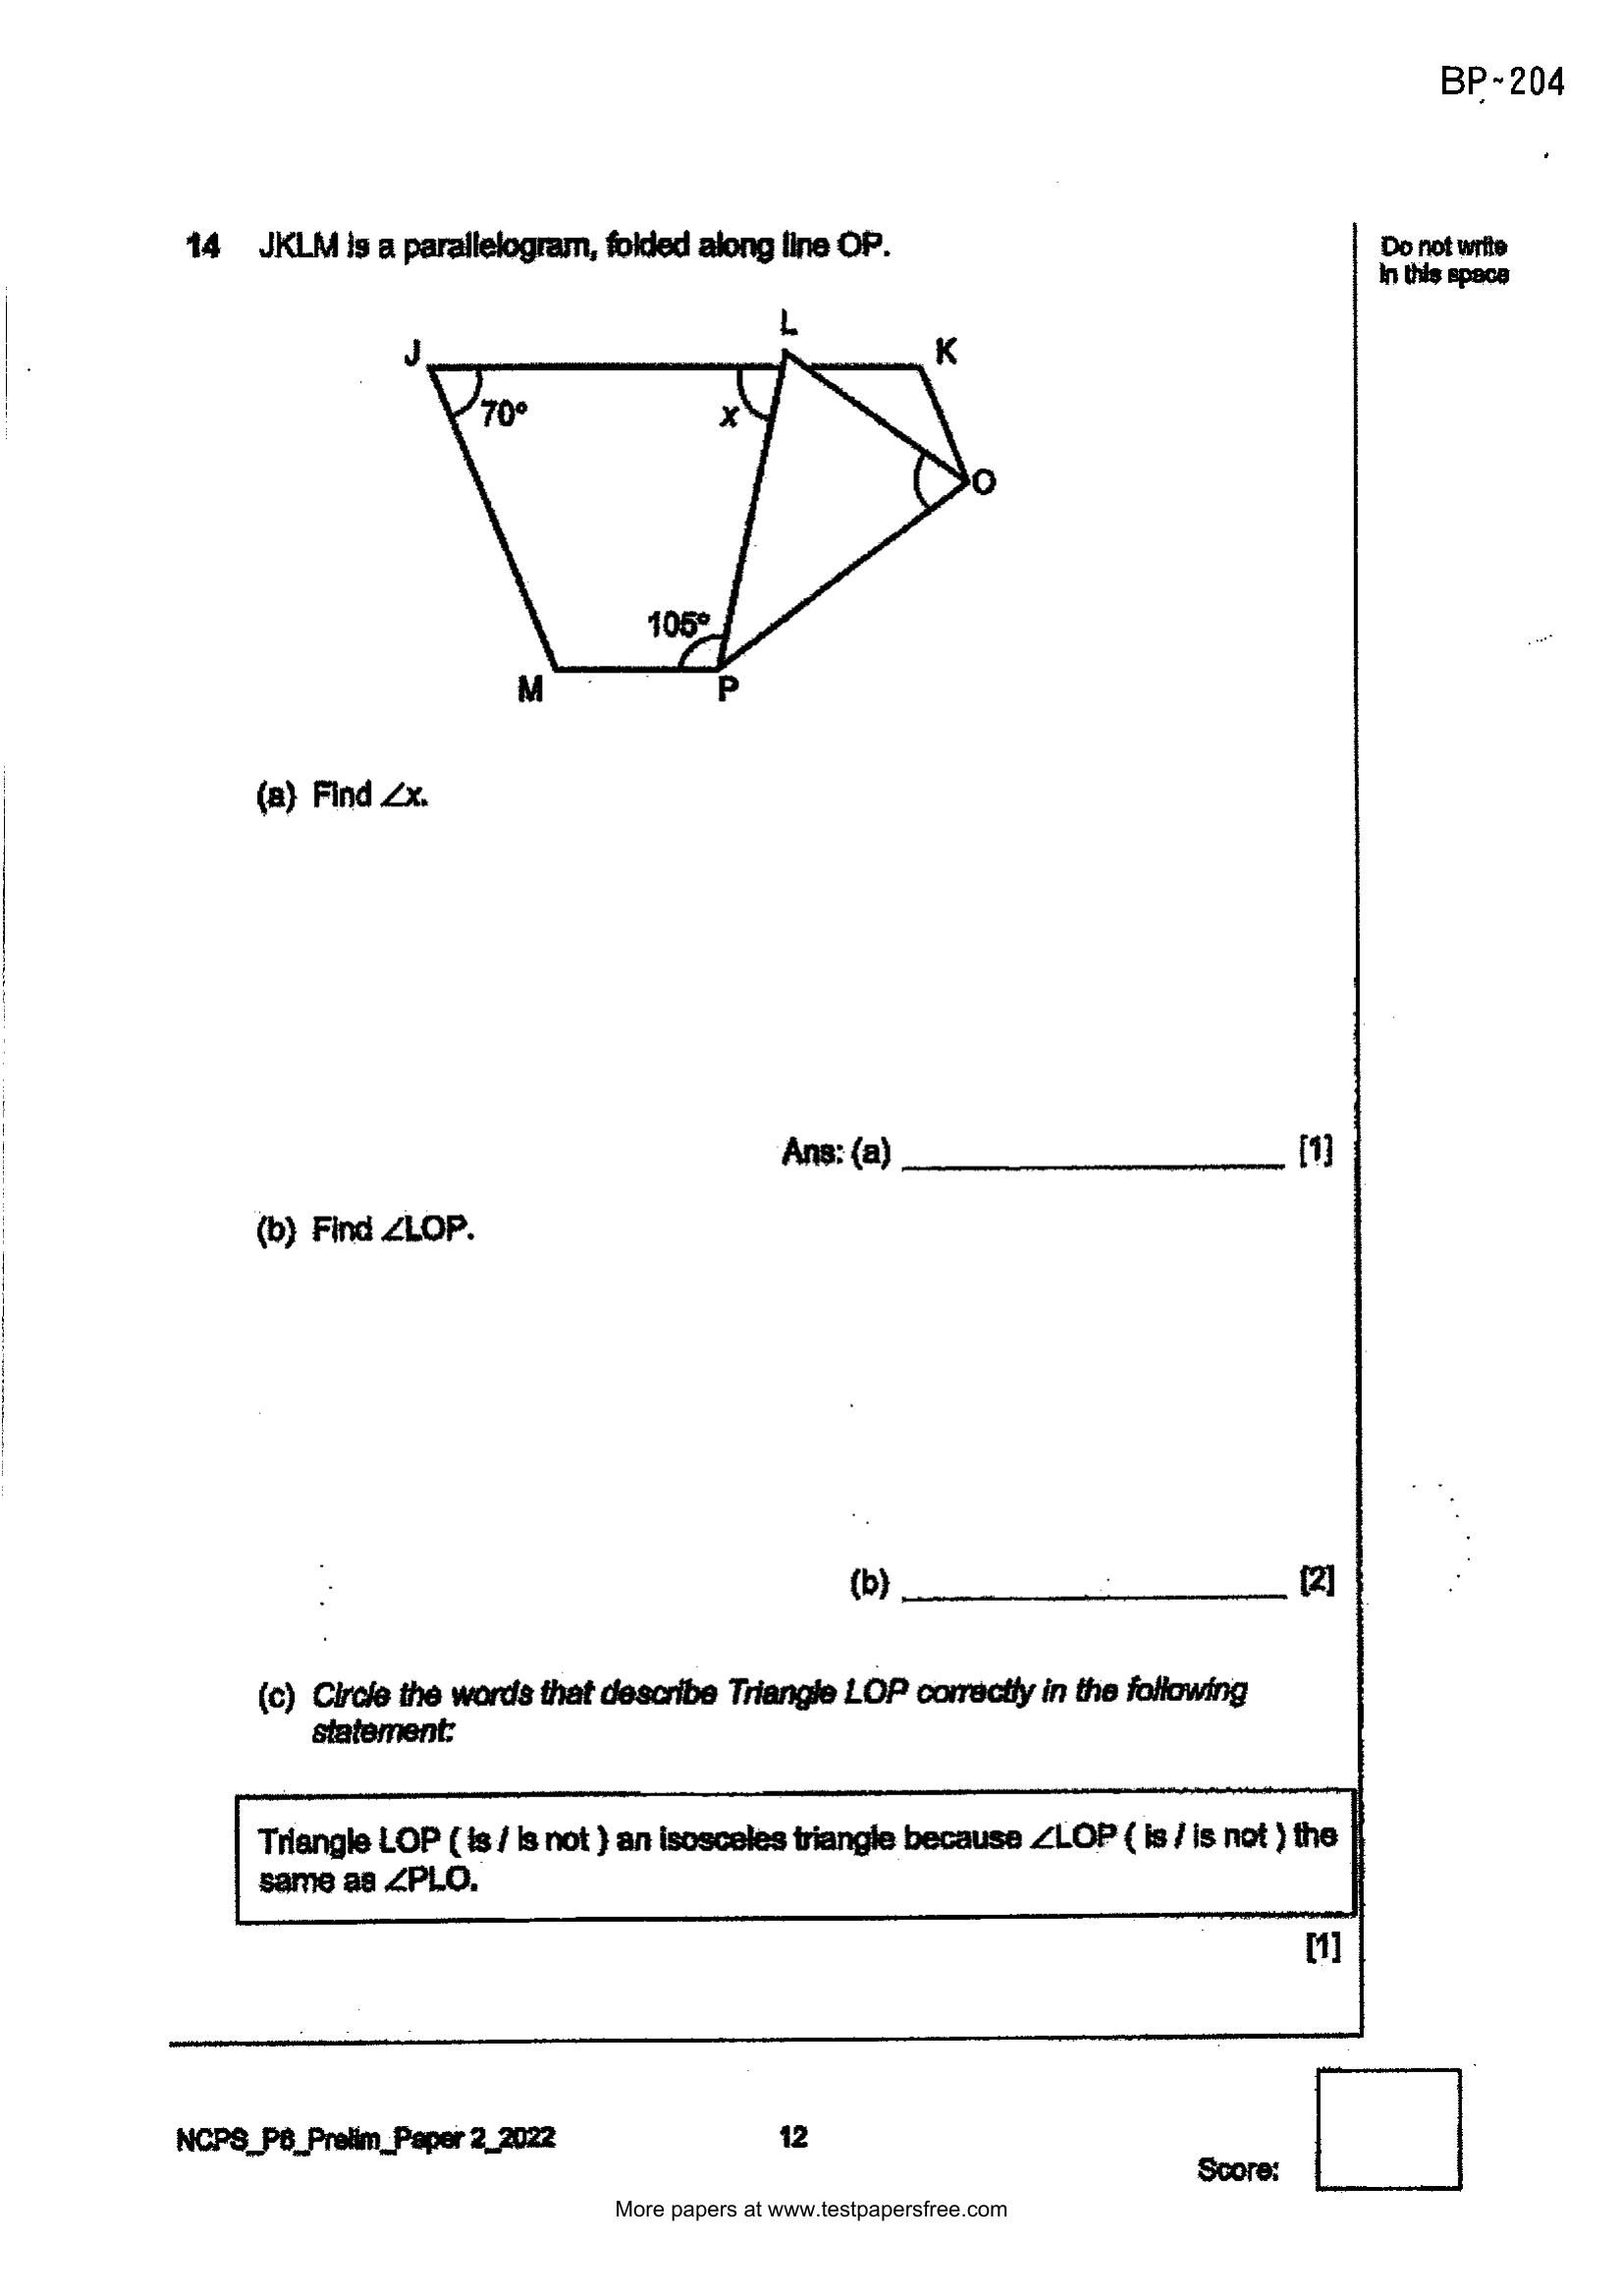 BP-204
14 JKLM is a parallelogram, folded along line OP.
Do not write
in this space
L
J
K
70°
x
O
105°
M
P
(a) Find ∠x.
Ans: (a) ____________ [1]
(b) Find ∠LOP.
(b) ____________ [2]
(c) Circle the words that describe Triangle LOP correctly in the following
statement:
Triangle LOP ( is / is not ) an isosceles triangle because ∠LOP ( is / is not ) the
same as ∠PLO.
[1]
NCPS_P6_Prelim_Paper 2_2022
12
Score:
More papers at www.testpapersfree.com